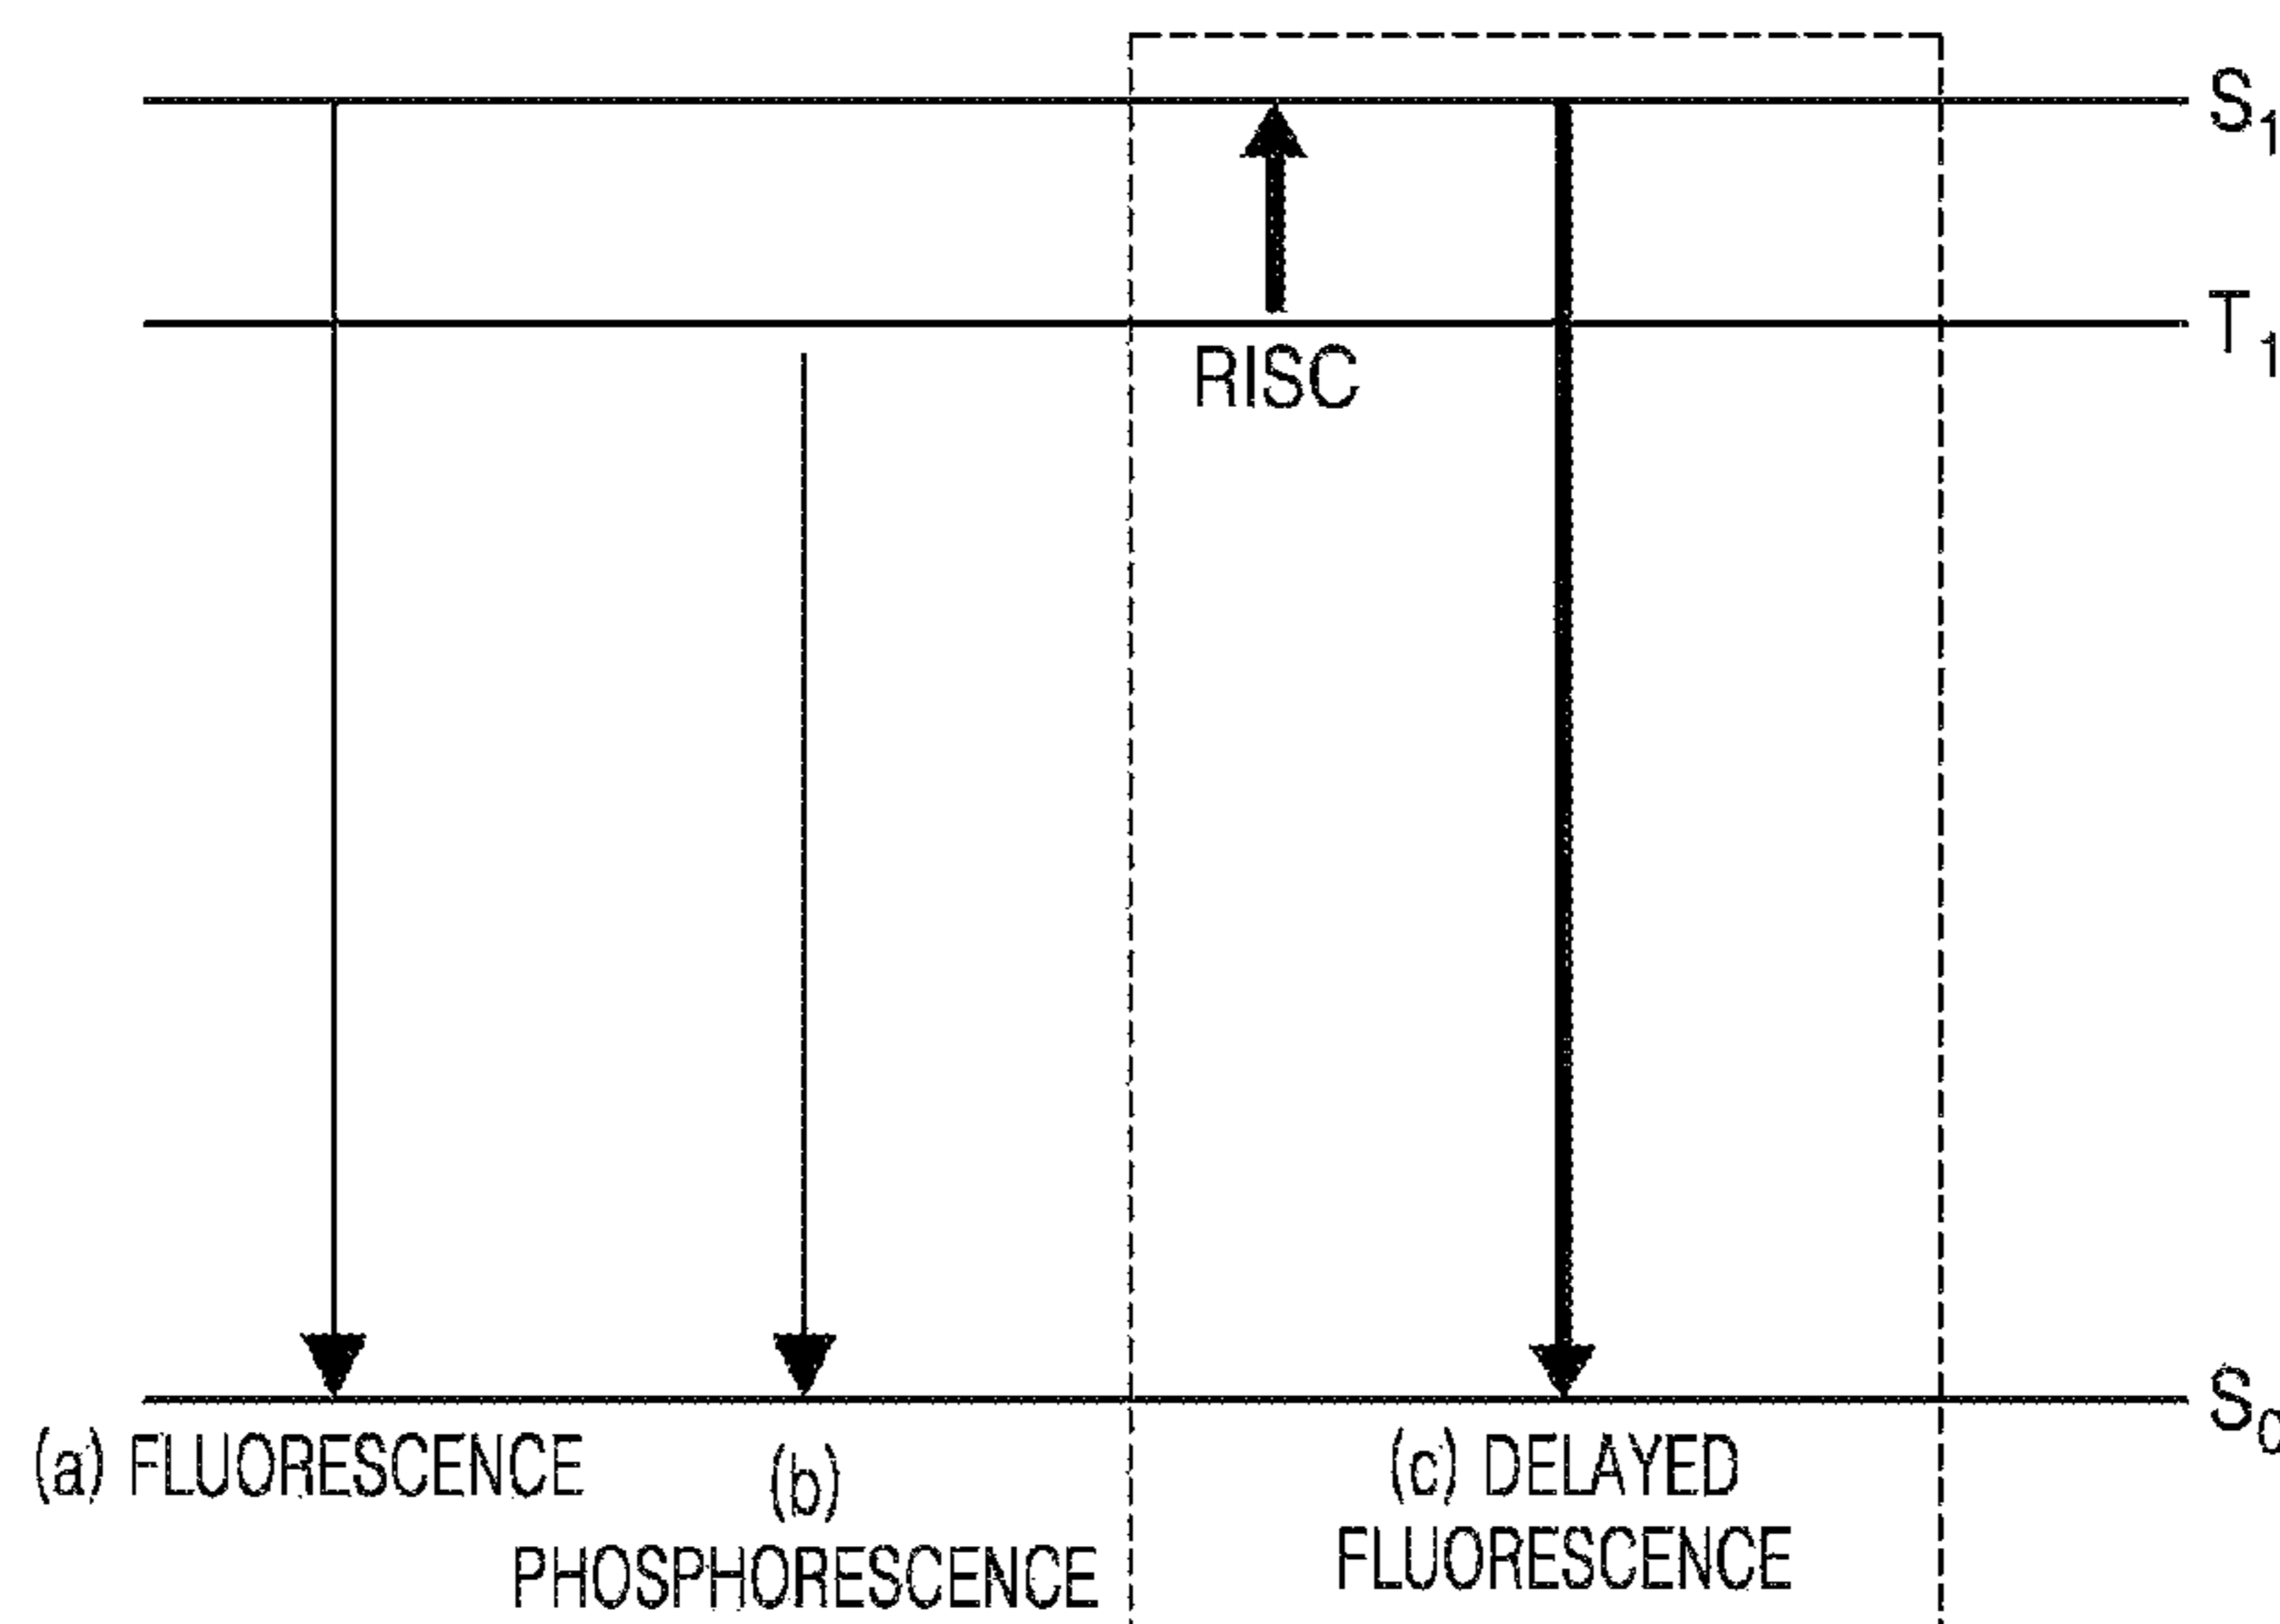 S1
T1
RISC
S0
(a) FLUORESCENCE
(b)
PHOSPHORESCENCE
(c) DELAYED
FLUORESCENCE